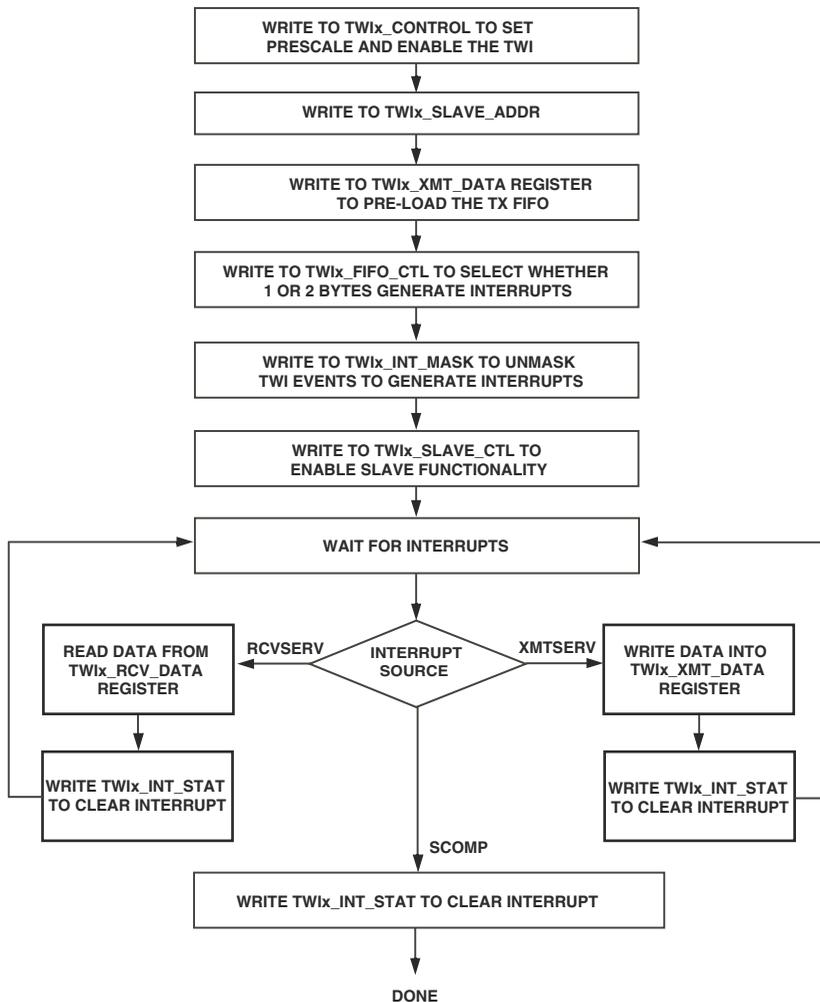 WRITE TO TWIx_CONTROL TO SET
PRESCALE AND ENABLE THE TWI
WRITE TO TWIx_SLAVE_ADDR
WRITE TO TWIx_XMT_DATA REGISTER
TO PRE-LOAD THE TX FIFO
WRITE TO TWIx_FIFO_CTL TO SELECT WHETHER
1 OR 2 BYTES GENERATE INTERRUPTS
WRITE TO TWIx_INT_MASK TO UNMASK
TWI EVENTS TO GENERATE INTERRUPTS
WRITE TO TWIx_SLAVE_CTL TO
ENABLE SLAVE FUNCTIONALITY
WAIT FOR INTERRUPTS
INTERRUPT
SOURCE
RCVSERV
READ DATA FROM
TWIx_RCV_DATA
REGISTER
WRITE TWIx_INT_STAT
TO CLEAR INTERRUPT
XMTSERV
WRITE DATA INTO
TWIx_XMT_DATA
REGISTER
WRITE TWIx_INT_STAT
TO CLEAR INTERRUPT
SCOMP
WRITE TWIx_INT_STAT TO CLEAR INTERRUPT
DONE